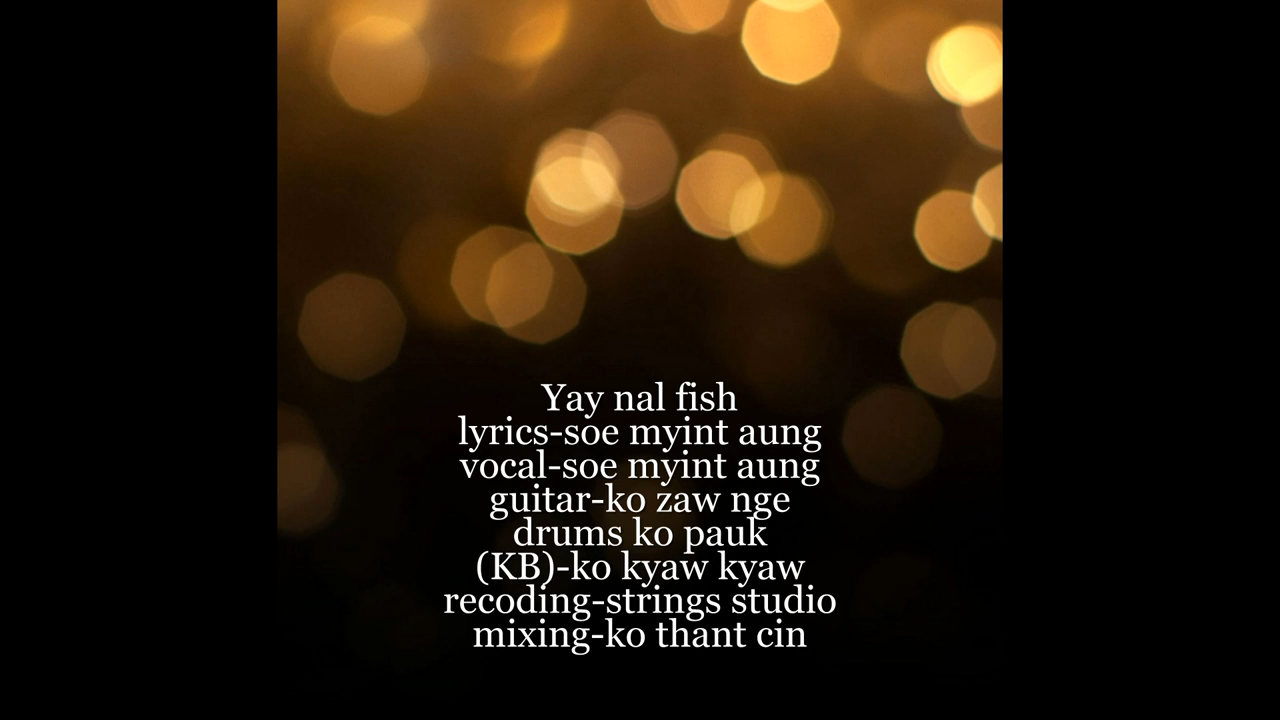 Yay nal fish
lyrics-soe myint aung
vocal-soe myint aung
guitar-ko zaw nge
drums ko pauk
(KB)-ko kyaw kyaw
recoding-strings studio
mixing-ko thant cin